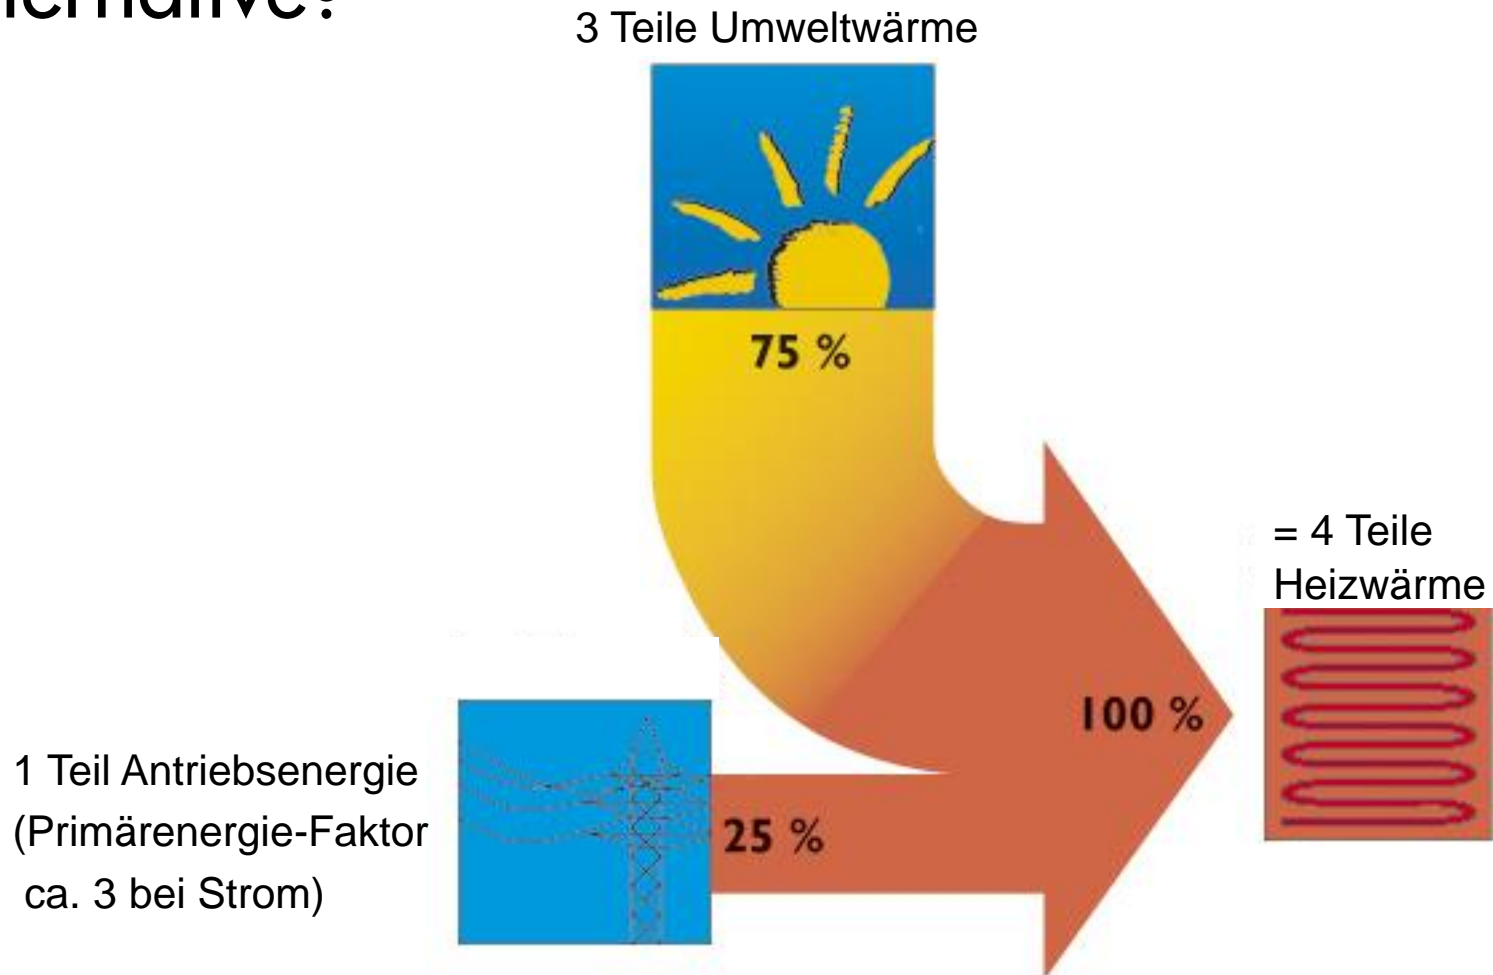 3 Teile Umweltwärme
75 %
= 4 Teile
Heizwärme
100 %
1 Teil Antriebsenergie
(Primärenergie-Faktor
ca. 3 bei Strom)
25 %